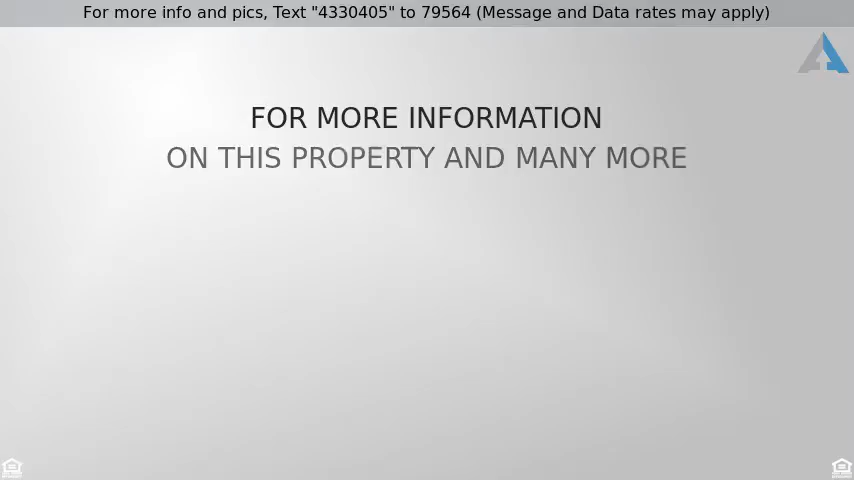 For more info and pics, Text "4330405" to 79564 (Message and Data rates may apply)
FOR MORE INFORMATION
ON THIS PROPERTY AND MANY MORE